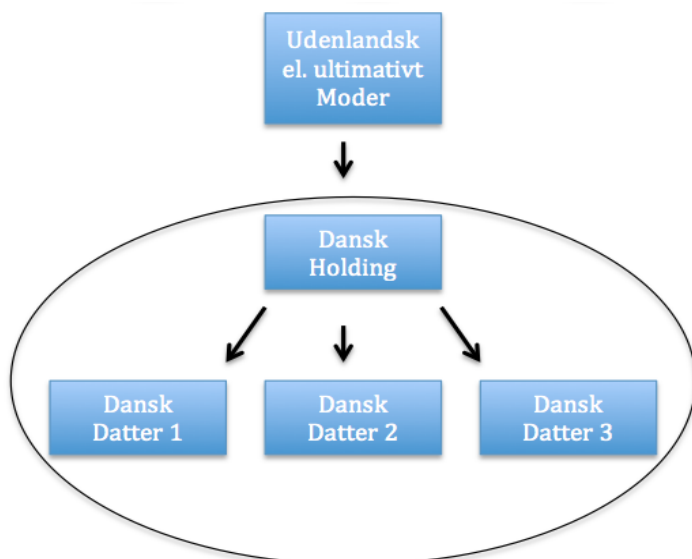 Udenlandsk
el. ultimativt
Moder
Dansk
Holding
Dansk
Datter 1
Dansk
Datter 2
Dansk
Datter 3